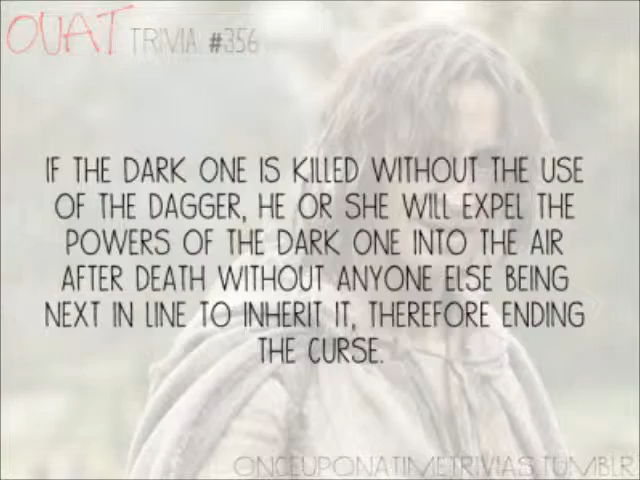 OUAT TRIVIA #356
IF THE DARK ONE IS KILLED WITHOUT THE USE
OF THE DAGGER, HE OR SHE WILL EXPEL THE
POWERS OF THE DARK ONE INTO THE AIR
AFTER DEATH WITHOUT ANYONE ELSE BEING
NEXT IN LINE TO INHERIT IT, THEREFORE ENDING
THE CURSE.
ONCEUPONATIMETRIVIAS.TUMBLR